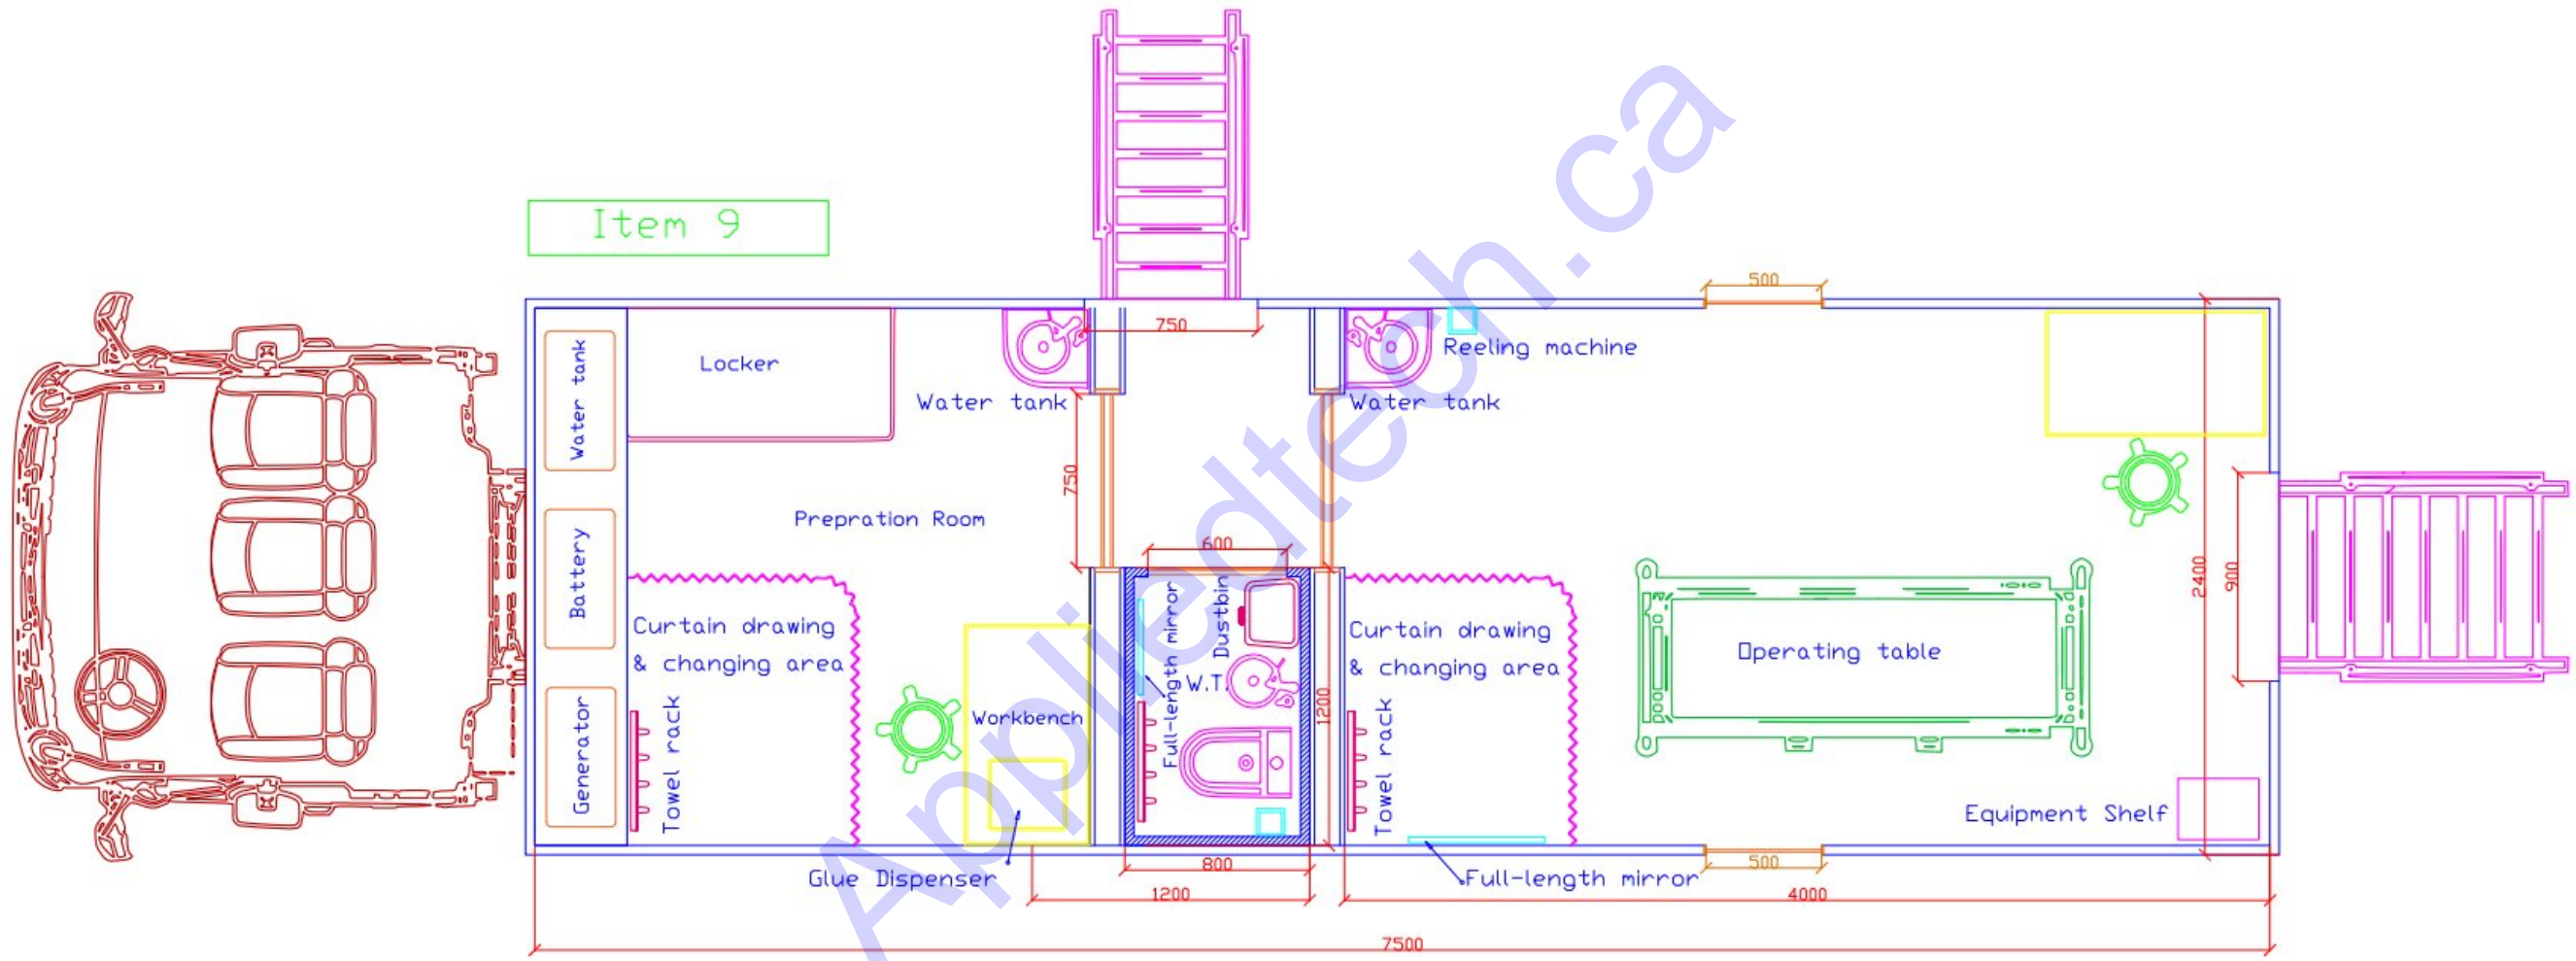 Item 9
500
750
Water tank
Locker
Reeling machine
Water tank
Water tank
750
Prepration Room
600
2400
900
Battery
Curtain drawing
& changing area
Full-length mirror
Dustbin
W.T.
Curtain drawing
& changing area
Operating table
Generator
Towel rack
Workbench
1200
Towel rack
Equipment Shelf
Glue Dispenser
800
Full-length mirror
500
1200
4000
7500
Appliedtech.ca